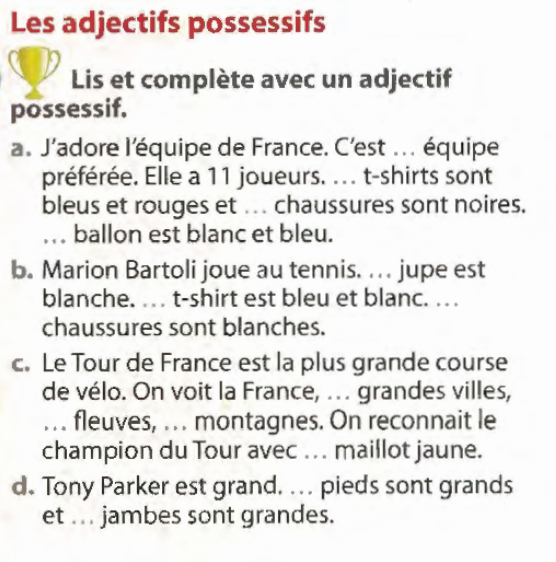 Les adjectifs possessifs
Lis et complète avec un adjectif
possessif.
a. J'adore l'équipe de France. C'est ... équipe
préférée. Elle a 11 joueurs. ... t-shirts sont
bleus et rouges et ... chaussures sont noires.
... ballon est blanc et bleu.
b. Marion Bartoli joue au tennis. ... jupe est
blanche. ... t-shirt est bleu et blanc. ...
chaussures sont blanches.
c. Le Tour de France est la plus grande course
de vélo. On voit la France, ... grandes villes,
... fleuves, ... montagnes. On reconnait le
champion du Tour avec ... maillot jaune.
d. Tony Parker est grand. ... pieds sont grands
et ... jambes sont grandes.